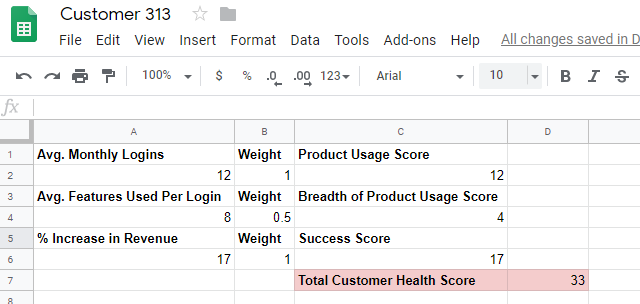 Customer 313
File Edit View Insert Format Data Tools Add-ons Help All changes saved in D
100% $ % .0 .00 123 Arial 10 B I S
fx
A B C D
1 Avg. Monthly Logins Weight Product Usage Score
2 12 1 12
3 Avg. Features Used Per Login Weight Breadth of Product Usage Score
4 8 0.5 4
5 % Increase in Revenue Weight Success Score
6 17 1 17
7 Total Customer Health Score 33
8